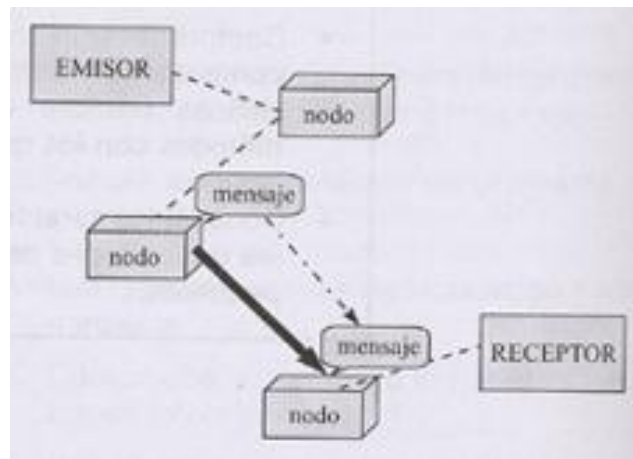 EMISOR
nodo
mensaje
nodo
mensaje
RECEPTOR
nodo